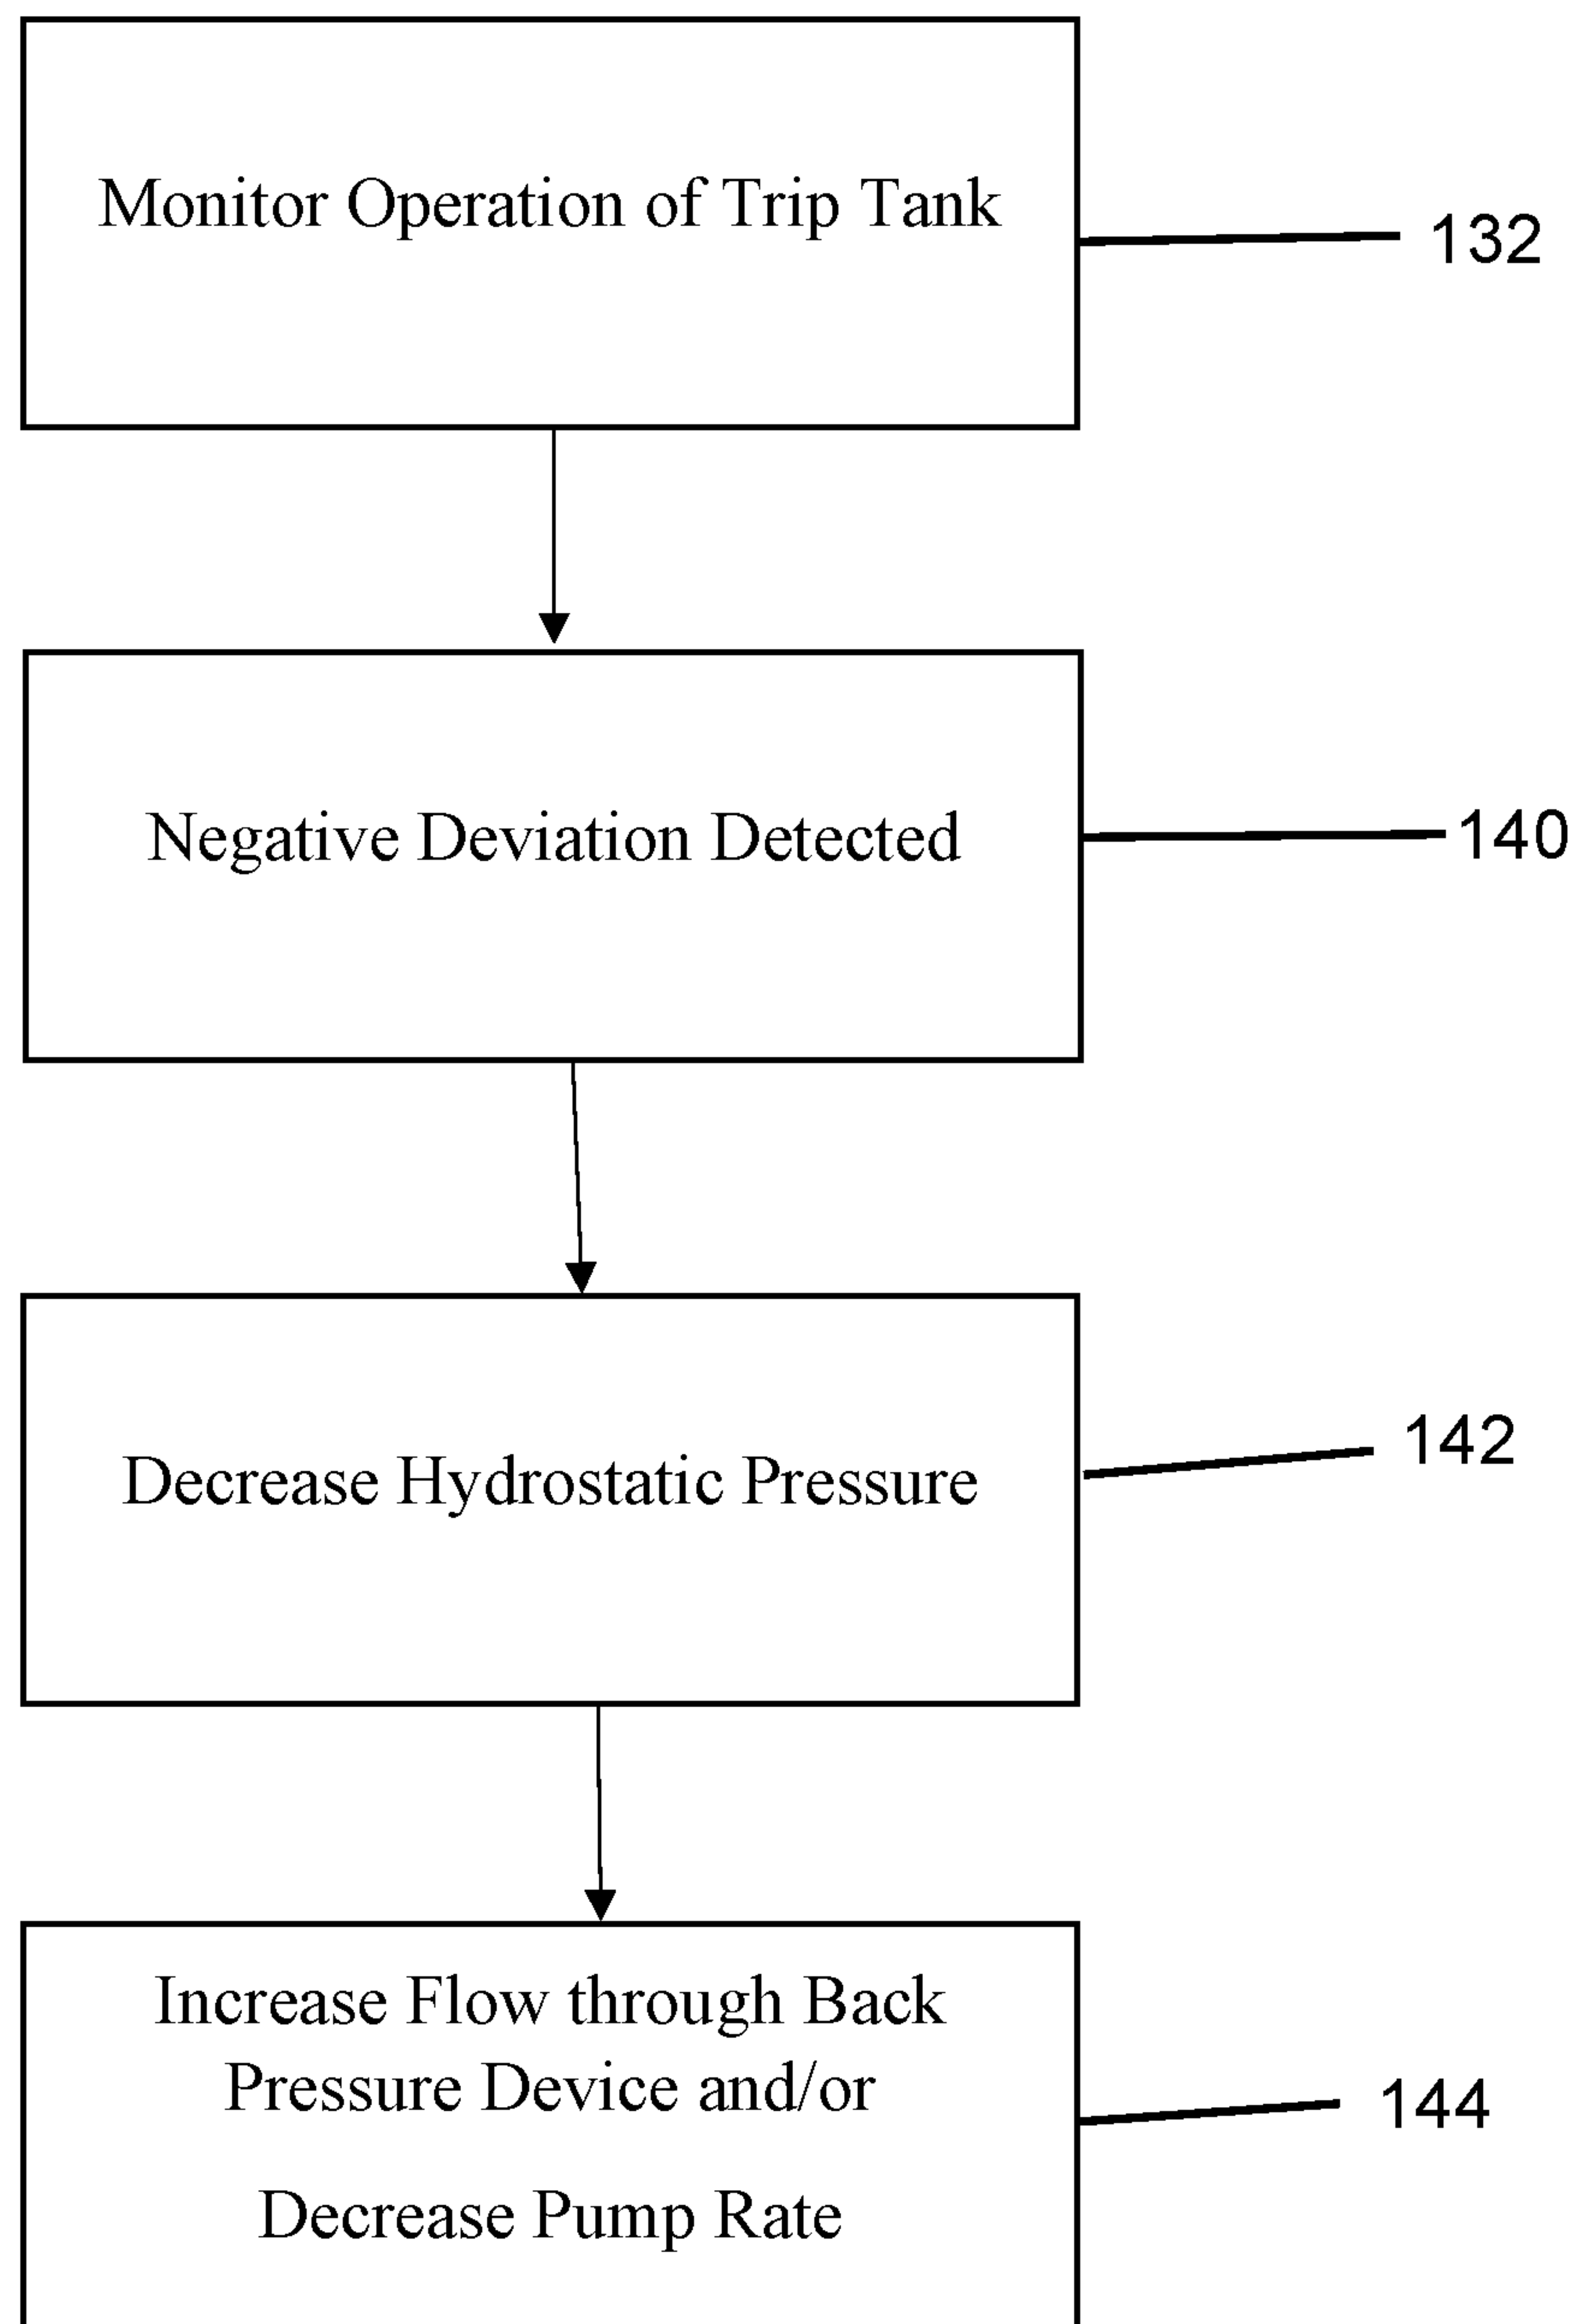 Monitor Operation of Trip Tank
132
Negative Deviation Detected
140
Decrease Hydrostatic Pressure
142
Increase Flow through Back
Pressure Device and/or
Decrease Pump Rate
144